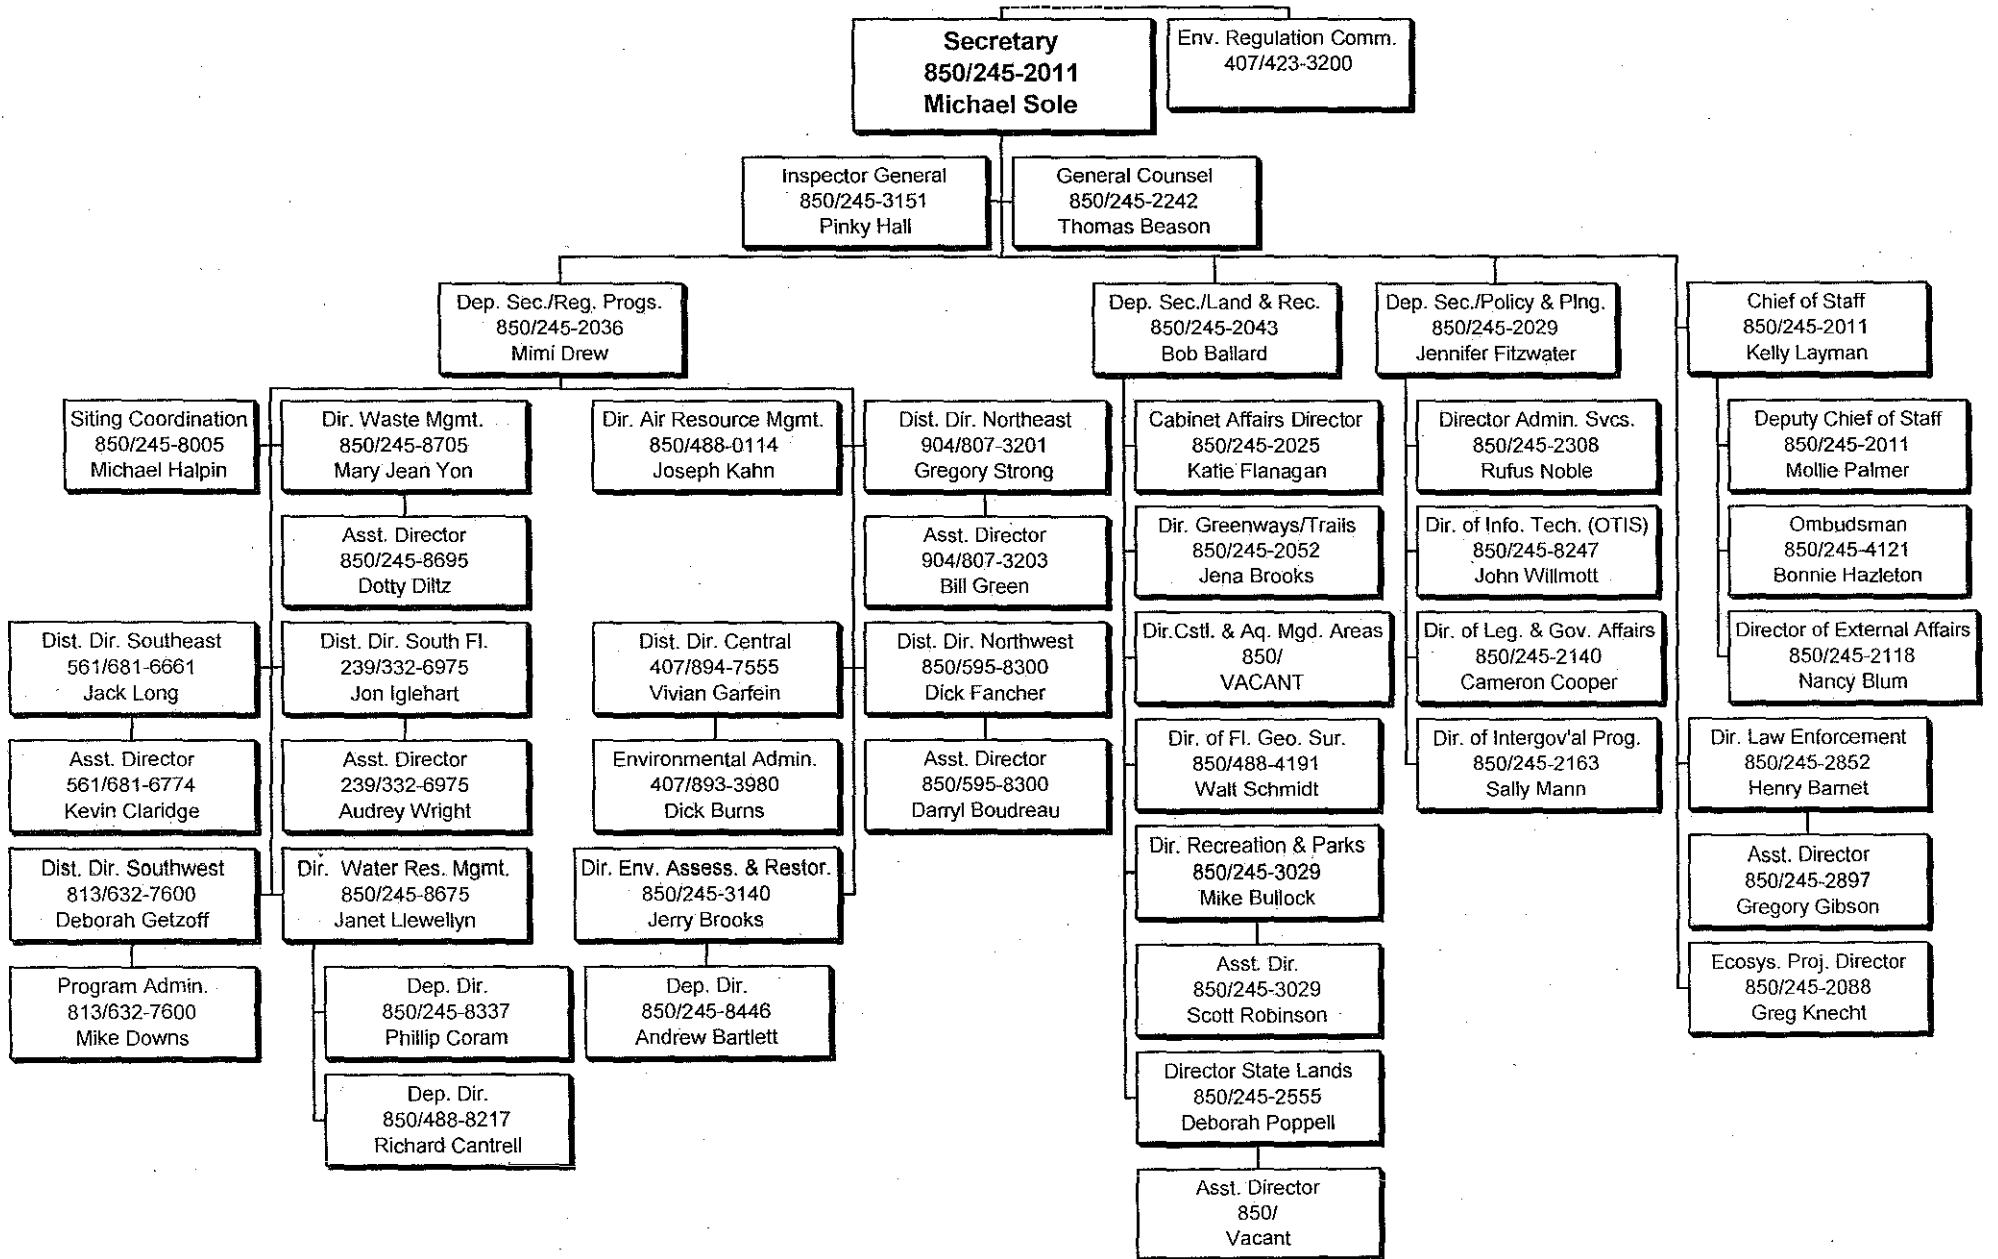 Secretary
850/245-2011
Michael Sole
Env. Regulation Comm.
407/423-3200
Inspector General
850/245-3151
Pinky Hall
General Counsel
850/245-2242
Thomas Beason
Dep. Sec./Reg. Progs.
850/245-2036
Mimi Drew
Dep. Sec./Land & Rec.
850/245-2043
Bob Ballard
Dep. Sec./Policy & Plng.
850/245-2029
Jennifer Fitzwater
Chief of Staff
850/245-2011
Kelly Layman
Siting Coordination
850/245-8005
Michael Halpin
Dir. Waste Mgmt.
850/245-8705
Mary Jean Yon
Dir. Air Resource Mgmt.
850/488-0114
Joseph Kahn
Dist. Dir. Northeast
904/807-3201
Gregory Strong
Cabinet Affairs Director
850/245-2025
Katie Flanagan
Director Admin. Svcs.
850/245-2308
Rufus Noble
Deputy Chief of Staff
850/245-2011
Mollie Palmer
Asst. Director
850/245-8695
Dotty Diltz
Asst. Director
904/807-3203
Bill Green
Dir. Greenways/Trails
850/245-2052
Jena Brooks
Dir. of Info. Tech. (OTIS)
850/245-8247
John Willmott
Ombudsman
850/245-4121
Bonnie Hazleton
Dist. Dir. Southeast
561/681-6661
Jack Long
Dist. Dir. South Fl.
239/332-6975
Jon Iglehart
Dist. Dir. Central
407/894-7555
Vivian Garfein
Dist. Dir. Northwest
850/595-8300
Dick Fancher
Dir.Cstl. & Aq. Mgd. Areas
850/
VACANT
Dir. of Leg. & Gov. Affairs
850/245-2140
Cameron Cooper
Director of External Affairs
850/245-2118
Nancy Blum
Asst. Director
561/681-6774
Kevin Claridge
Asst. Director
239/332-6975
Audrey Wright
Environmental Admin.
407/893-3980
Dick Burns
Asst. Director
850/595-8300
Darryl Boudreau
Dir. of Fl. Geo. Sur.
850/488-4191
Walt Schmidt
Dir. of Intergov'al Prog.
850/245-2163
Sally Mann
Dir. Law Enforcement
850/245-2852
Henry Barnet
Dist. Dir. Southwest
813/632-7600
Deborah Getzoff
Dir. Water Res. Mgmt.
850/245-8675
Janet Llewellyn
Dir. Env. Assess. & Restor.
850/245-3140
Jerry Brooks
Dir. Recreation & Parks
850/245-3029
Mike Bullock
Asst. Director
850/245-2897
Gregory Gibson
Program Admin.
813/632-7600
Mike Downs
Dep. Dir.
850/245-8337
Phillip Coram
Dep. Dir.
850/245-8446
Andrew Bartlett
Asst. Dir.
850/245-3029
Scott Robinson
Ecosys. Proj. Director
850/245-2088
Greg Knecht
Dep. Dir.
850/488-8217
Richard Cantrell
Director State Lands
850/245-2555
Deborah Poppell
Asst. Director
850/
Vacant